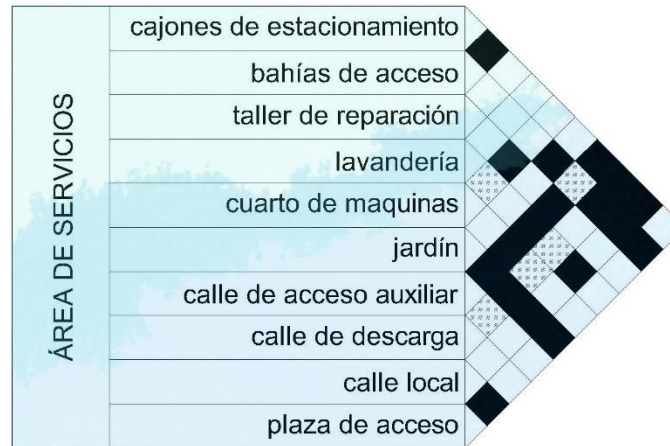 ÁREA DE SERVICIOS
cajones de estacionamiento
bahías de acceso
taller de reparación
lavandería
cuarto de maquinas
jardín
calle de acceso auxiliar
calle de descarga
calle local
plaza de acceso